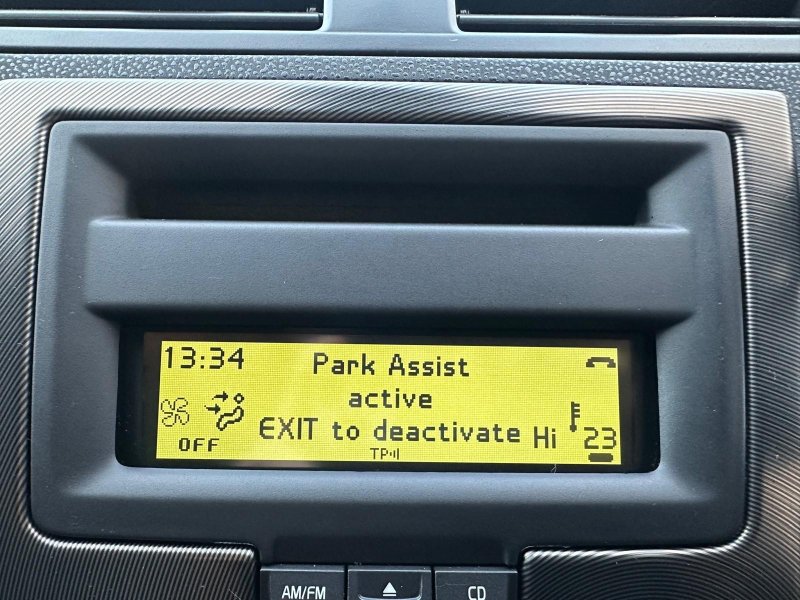 13:34
Park Assist
active
EXIT to deactivate
Hi
23
OFF
TP
AM/FM
CD